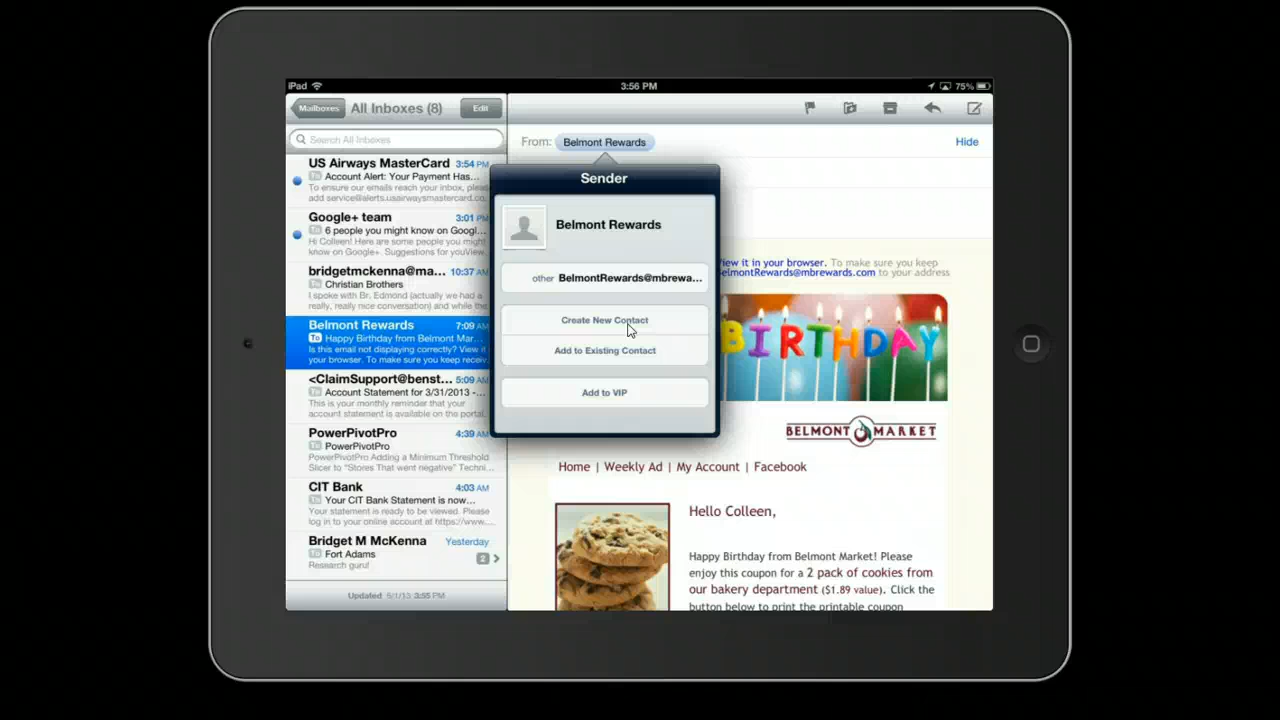 iPad 3:56 PM 75%
Mailboxes All Inboxes (8) Edit
Search All Inboxes
US Airways MasterCard 3:54 PM
To Account Alert: Your Payment Has...
To ensure our emails reach your inbox, please
add service@alerts.usairwaysmastercard.co
Google+ team 3:01 PM
To 6 people you might know on Googl...
Hi Colleen! Here are some people you might
know on Google+. Suggestions for youView
bridgetmckenna@ma... 10:37 AM
To Christian Brothers
I spoke with Br. Edmond (actually we had a
really, really nice conversation) and while the
Belmont Rewards 7:09 AM
To Happy Birthday from Belmont Mar...
Is this email not displaying correctly? View it
your browser. To make sure you keep receiv
<ClaimSupport@benst... 5:09 AM
To Account Statement for 3/31/2013 -...
This is your monthly reminder that your
account statement is available on the portal.
PowerPivotPro 4:39 AM
To PowerPivotPro
PowerPivotPro Adding a Minimum Threshold
Slicer to "Stores That went negative" Techni...
CIT Bank 4:03 AM
To Your CIT Bank Statement is now...
Your statement is ready to be viewed. Please
log in to your online account at https://www...
Bridget M McKenna Yesterday
To Fort Adams 2
Research guru!
Updated 5/1/13 3:55 PM
From: Belmont Rewards Hide
Sender
Belmont Rewards
other BelmontRewards@mbrewa...
Create New Contact
Add to Existing Contact
Add to VIP
View it in your browser. To make sure you keep
BelmontRewards@mbrewards.com to your address
BIRTHDAY
BELMONT MARKET
Home | Weekly Ad | My Account | Facebook
Hello Colleen,
Happy Birthday from Belmont Market! Please
enjoy this coupon for a 2 pack of cookies from
our bakery department ($1.89 value). Click the
button below to print the printable coupon